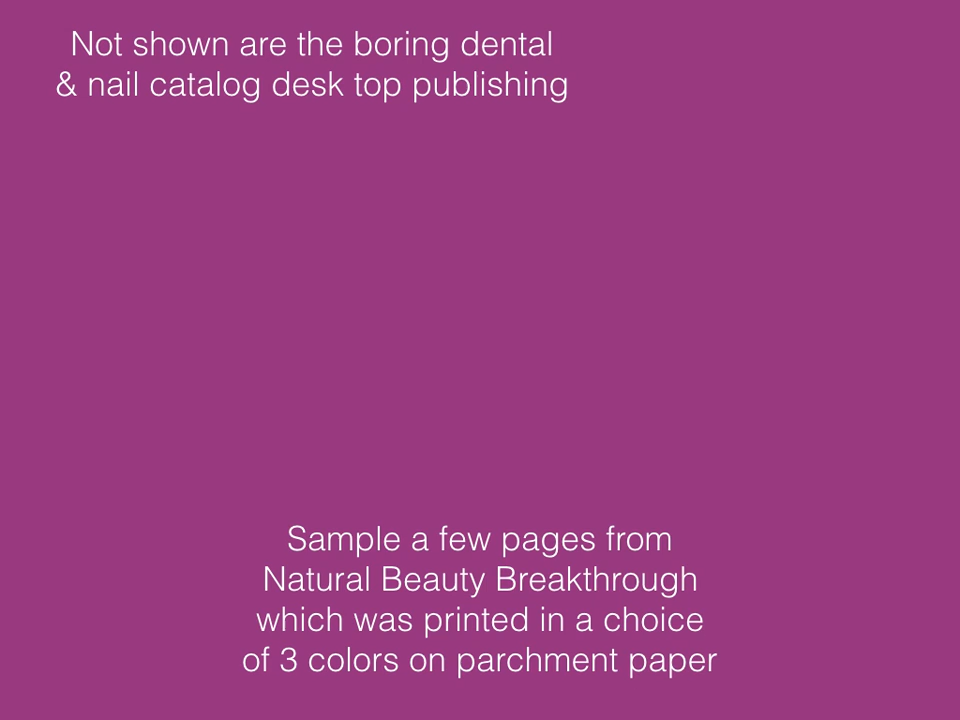 Not shown are the boring dental
& nail catalog desk top publishing
Sample a few pages from
Natural Beauty Breakthrough
which was printed in a choice
of 3 colors on parchment paper